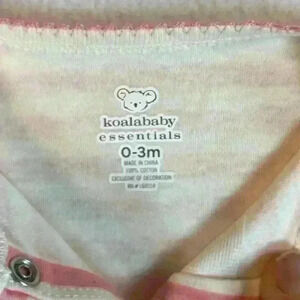 koalababy
essentials
0-3m
MADE IN CHINA
100% COTTON
EXCLUSIVE OF DECORATION